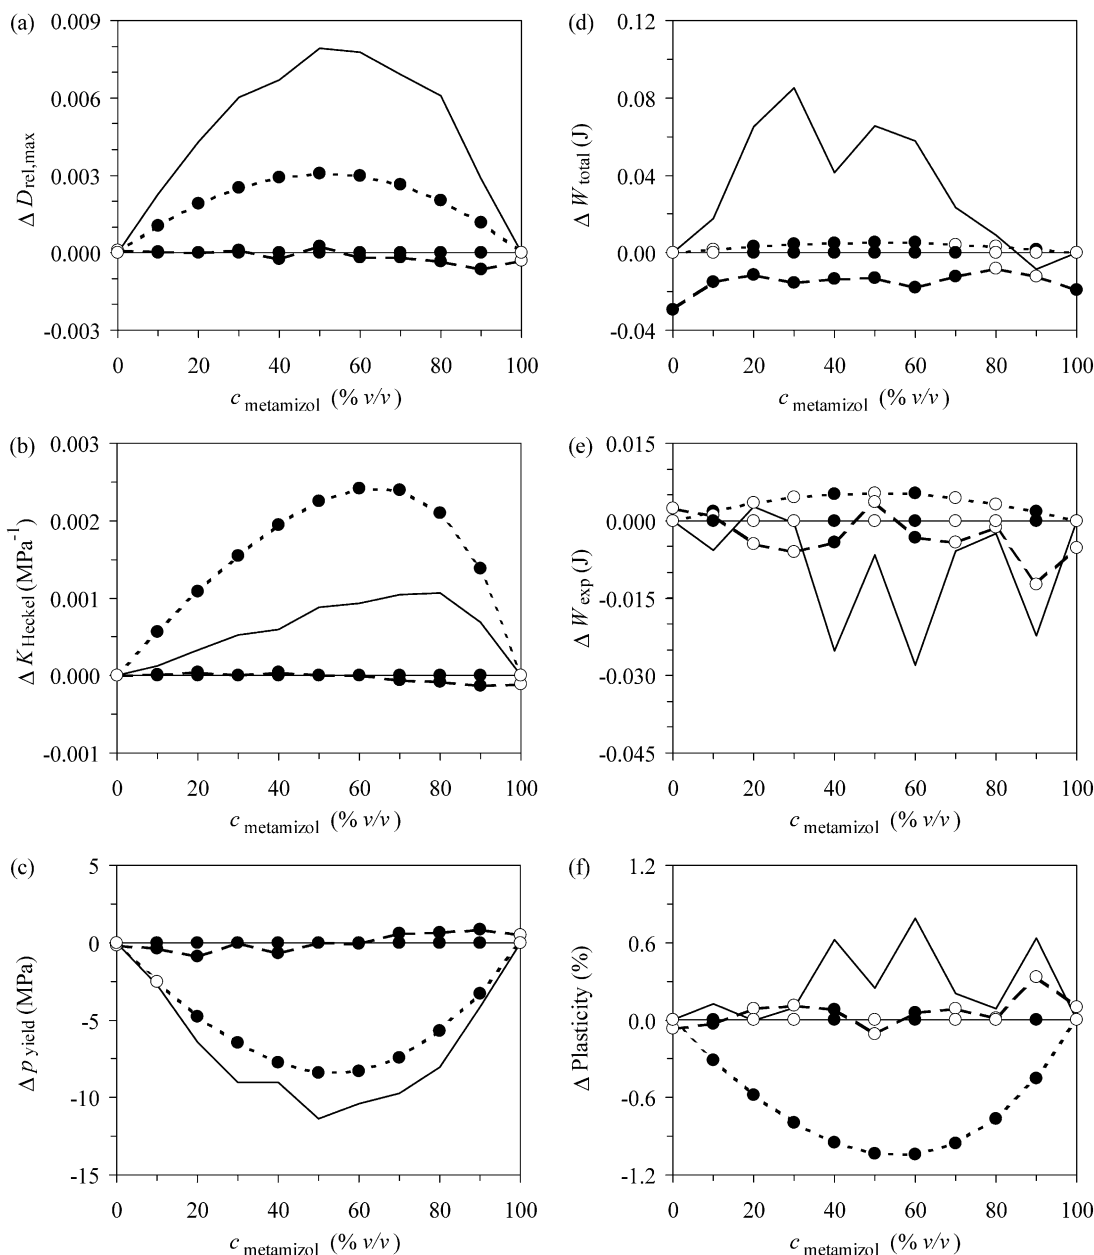 (a)
0.009
0.006
0.003
0.000
-0.003
Δ D rel,max
0 20 40 60 80 100
c metamizol (% v/v)
(d)
0.12
0.08
0.04
0.00
-0.04
Δ W total (J)
0 20 40 60 80 100
c metamizol (% v/v)
(b)
0.003
0.002
0.001
0.000
-0.001
Δ K Heckel (MPa-1)
0 20 40 60 80 100
c metamizol (% v/v)
(e)
0.015
0.000
-0.015
-0.030
-0.045
Δ W exp (J)
0 20 40 60 80 100
c metamizol (% v/v)
(c)
5
0
-5
-10
-15
Δ p yield (MPa)
0 20 40 60 80 100
c metamizol (% v/v)
(f)
1.2
0.6
0.0
-0.6
-1.2
Δ Plasticity (%)
0 20 40 60 80 100
c metamizol (% v/v)